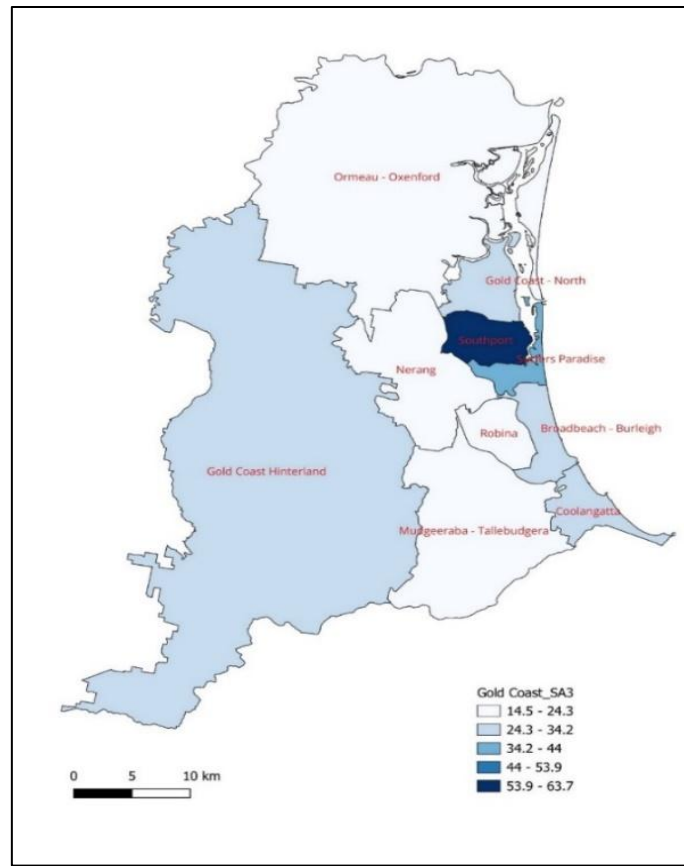 Ormeau - Oxenford
Gold Coast - North
Southport
Surfers Paradise
Nerang
Broadbeach - Burleigh
Robina
Gold Coast Hinterland
Coolangatta
Mudgeeraba - Tallebudgera
Gold Coast_SA3
14.5 - 24.3
24.3 - 34.2
34.2 - 44
44 - 53.9
53.9 - 63.7
0 5 10 km